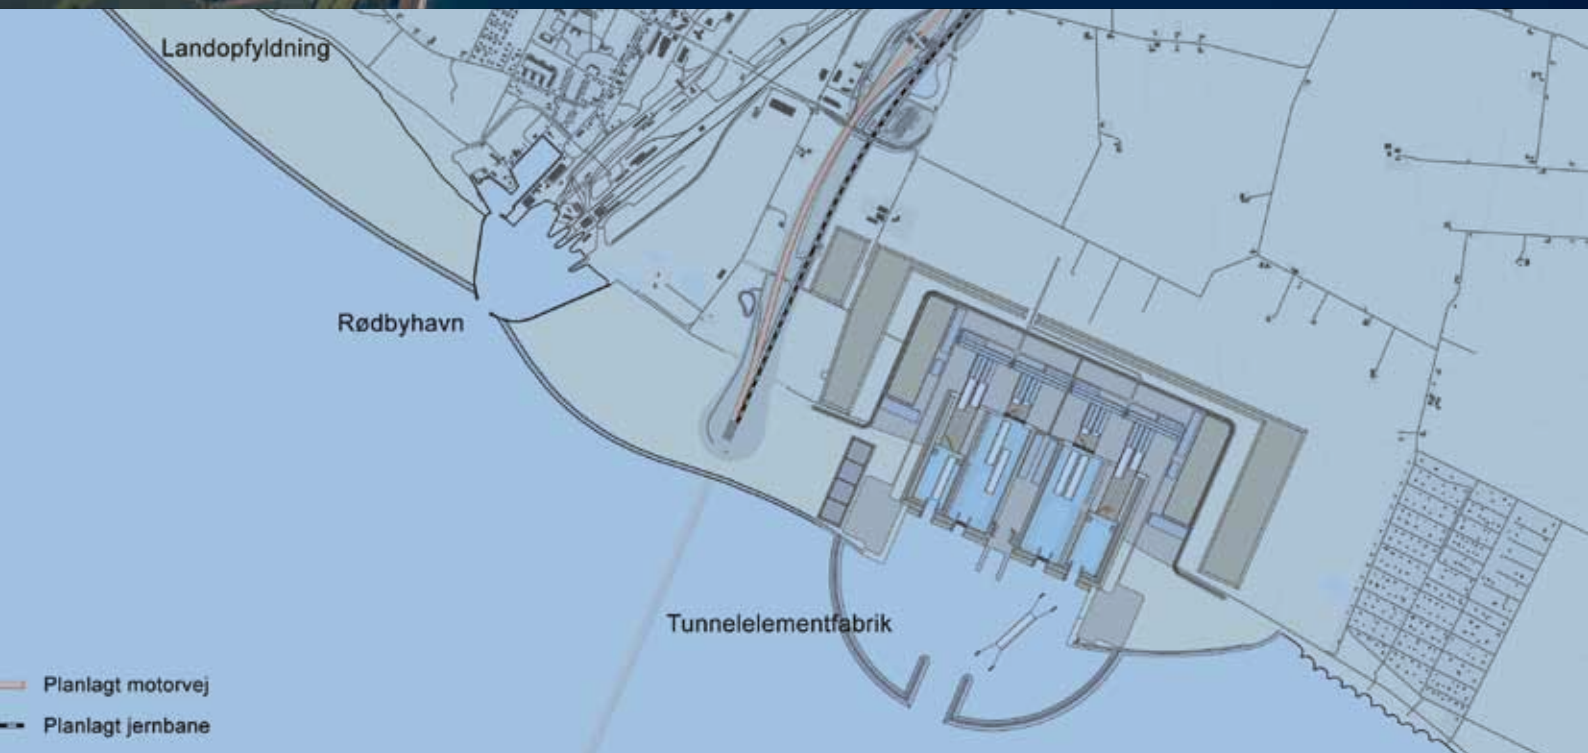 Landopfyldning
Rødbyhavn
Tunnelelementfabrik
Planlagt motorvej
Planlagt jernbane